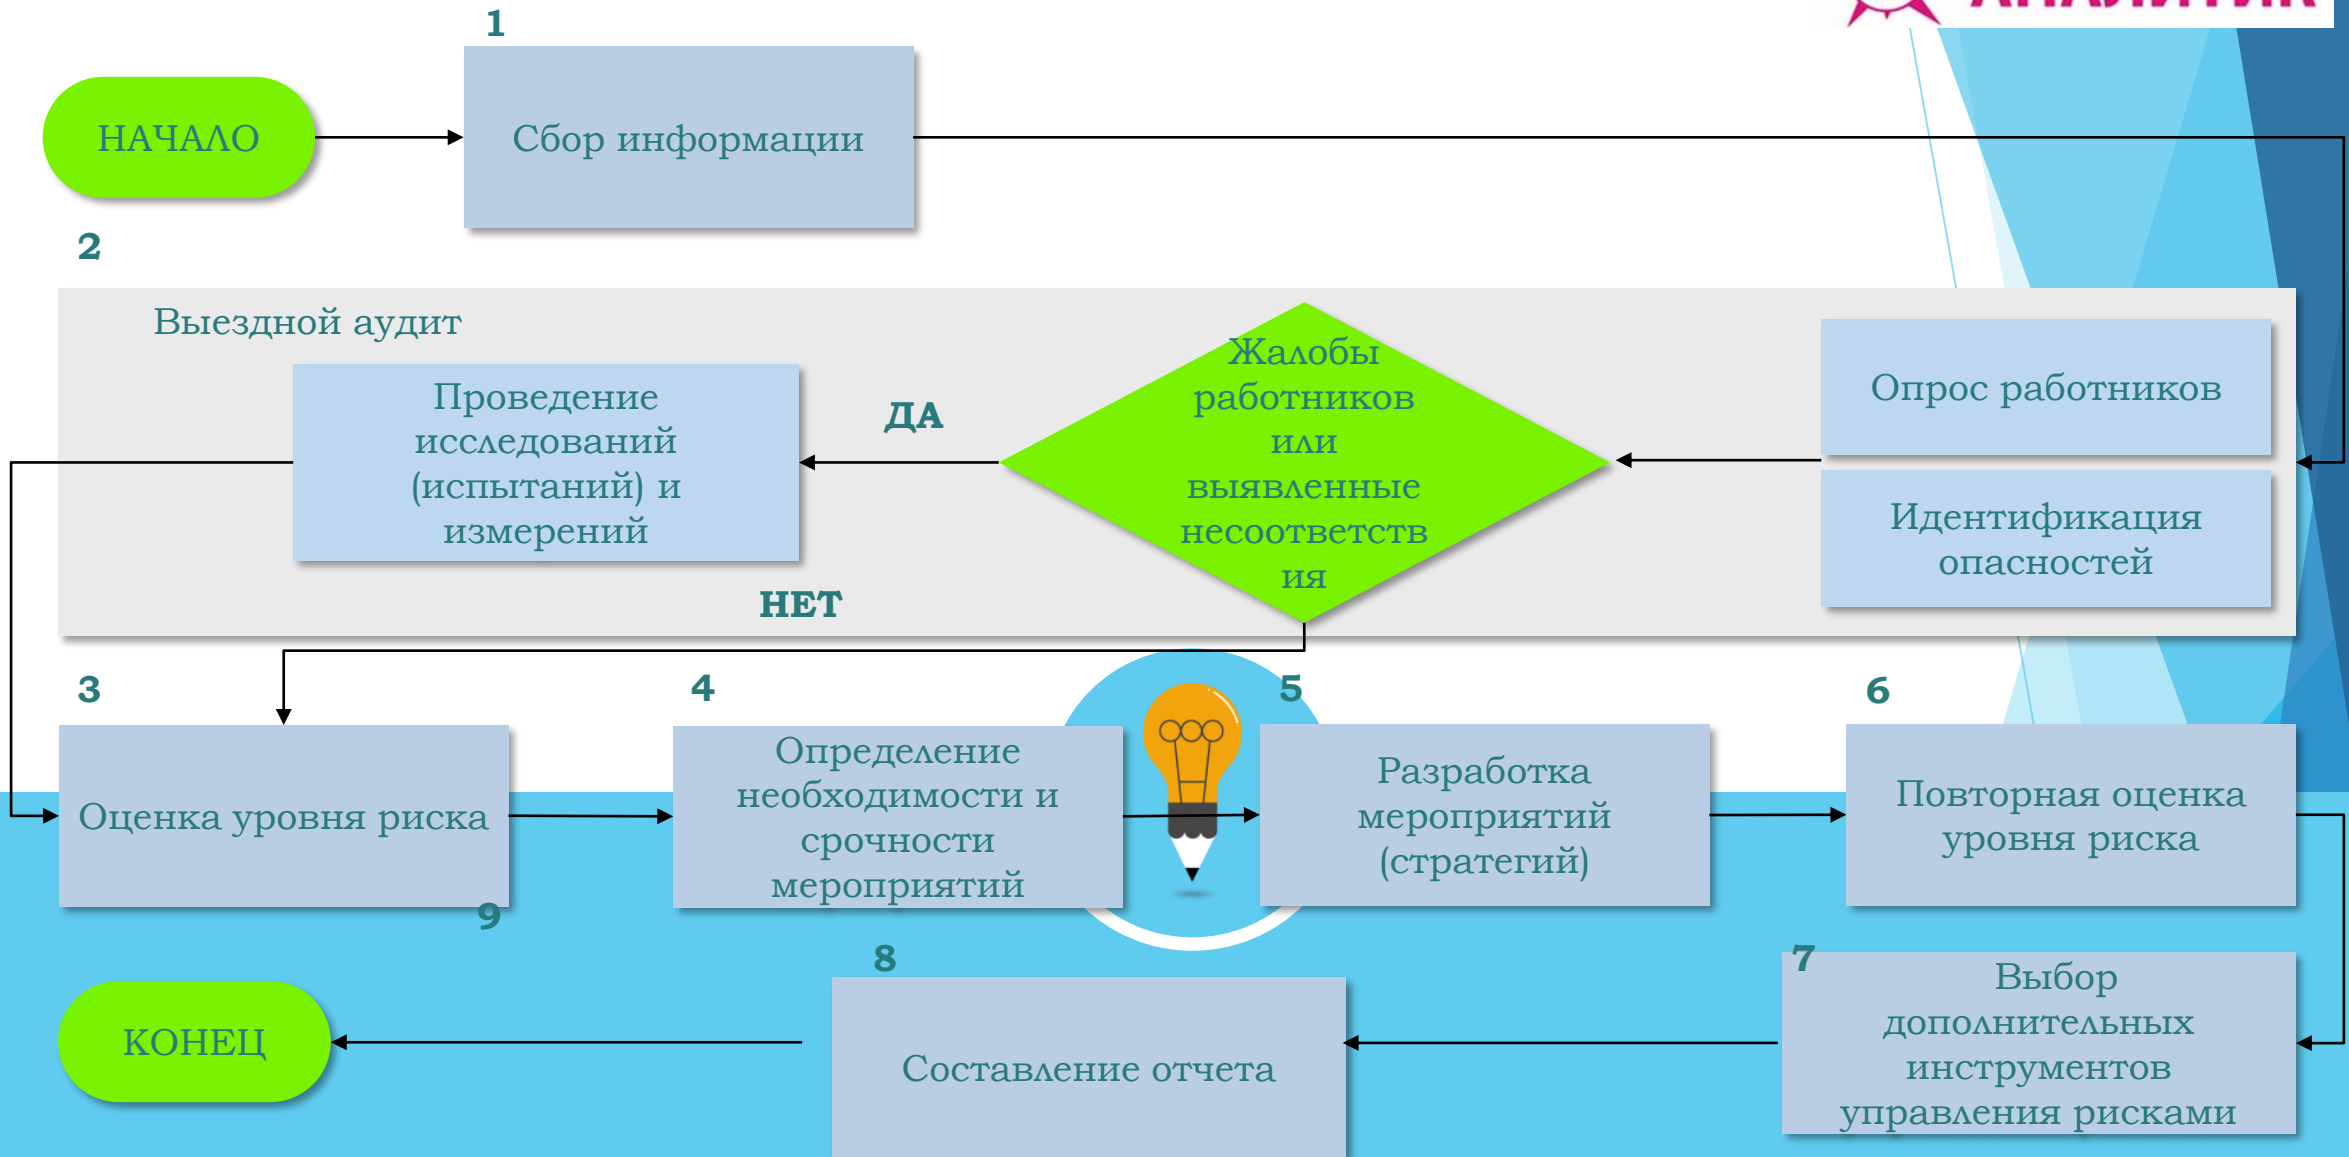 1
НАЧАЛО
Сбор информации
2
Выездной аудит
Проведение
исследований
(испытаний) и
измерений
ДА
НЕТ
Жалобы
работников
или
выявленные
несоответств
ия
Опрос работников
Идентификация
опасностей
3
Оценка уровня риска
4
Определение
необходимости и
срочности
мероприятий
5
Разработка
мероприятий
(стратегий)
6
Повторная оценка
уровня риска
9
КОНЕЦ
8
Составление отчета
7
Выбор
дополнительных
инструментов
управления рисками